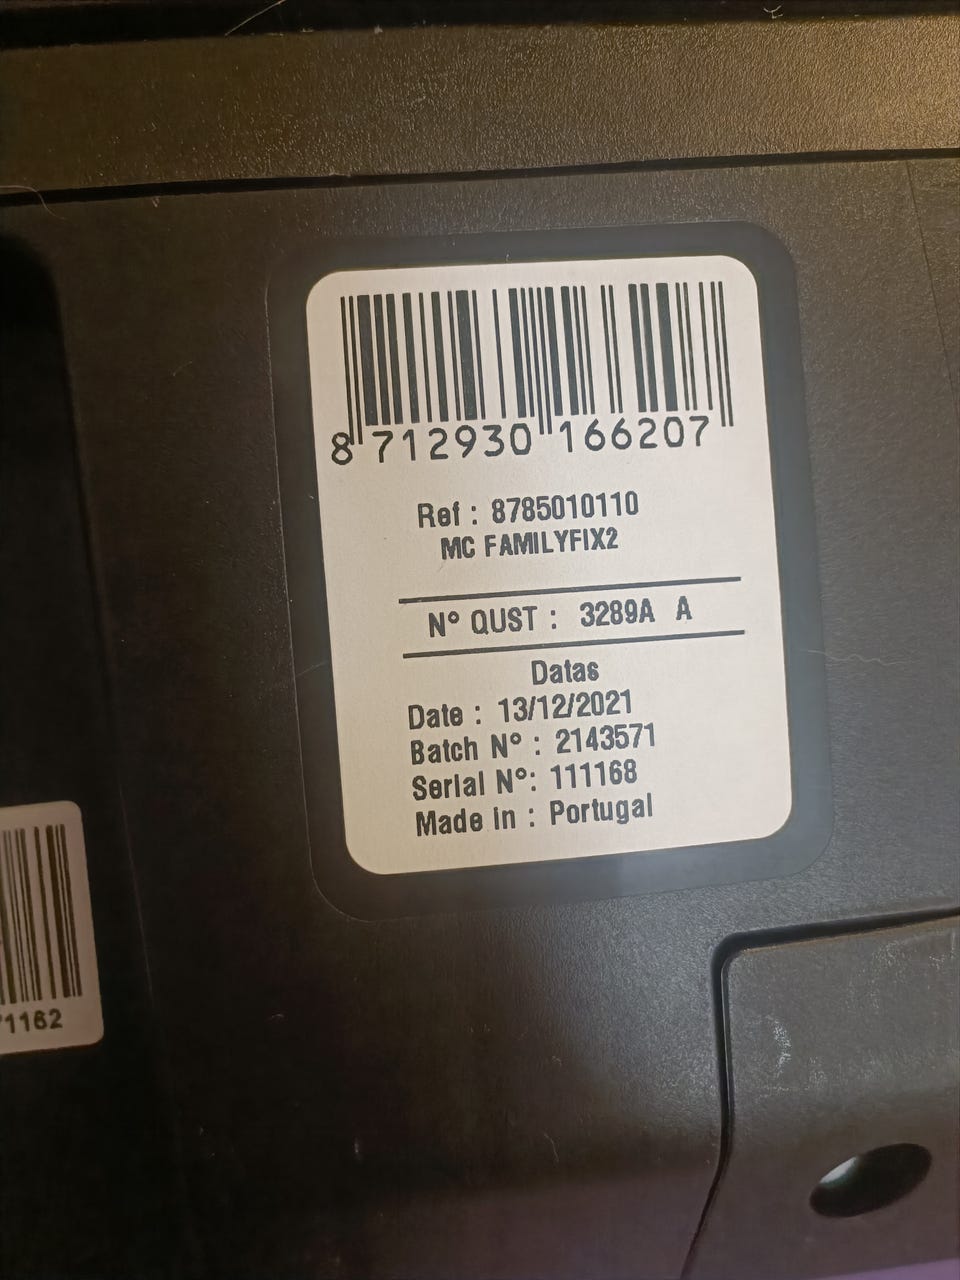 8 712930 166207
Ref : 8785010110
MC FAMILYFIX2
N° QUST : 3289A A
Datas
Date : 13/12/2021
Batch N° : 2143571
Serial N°: 111168
Made in : Portugal
71162